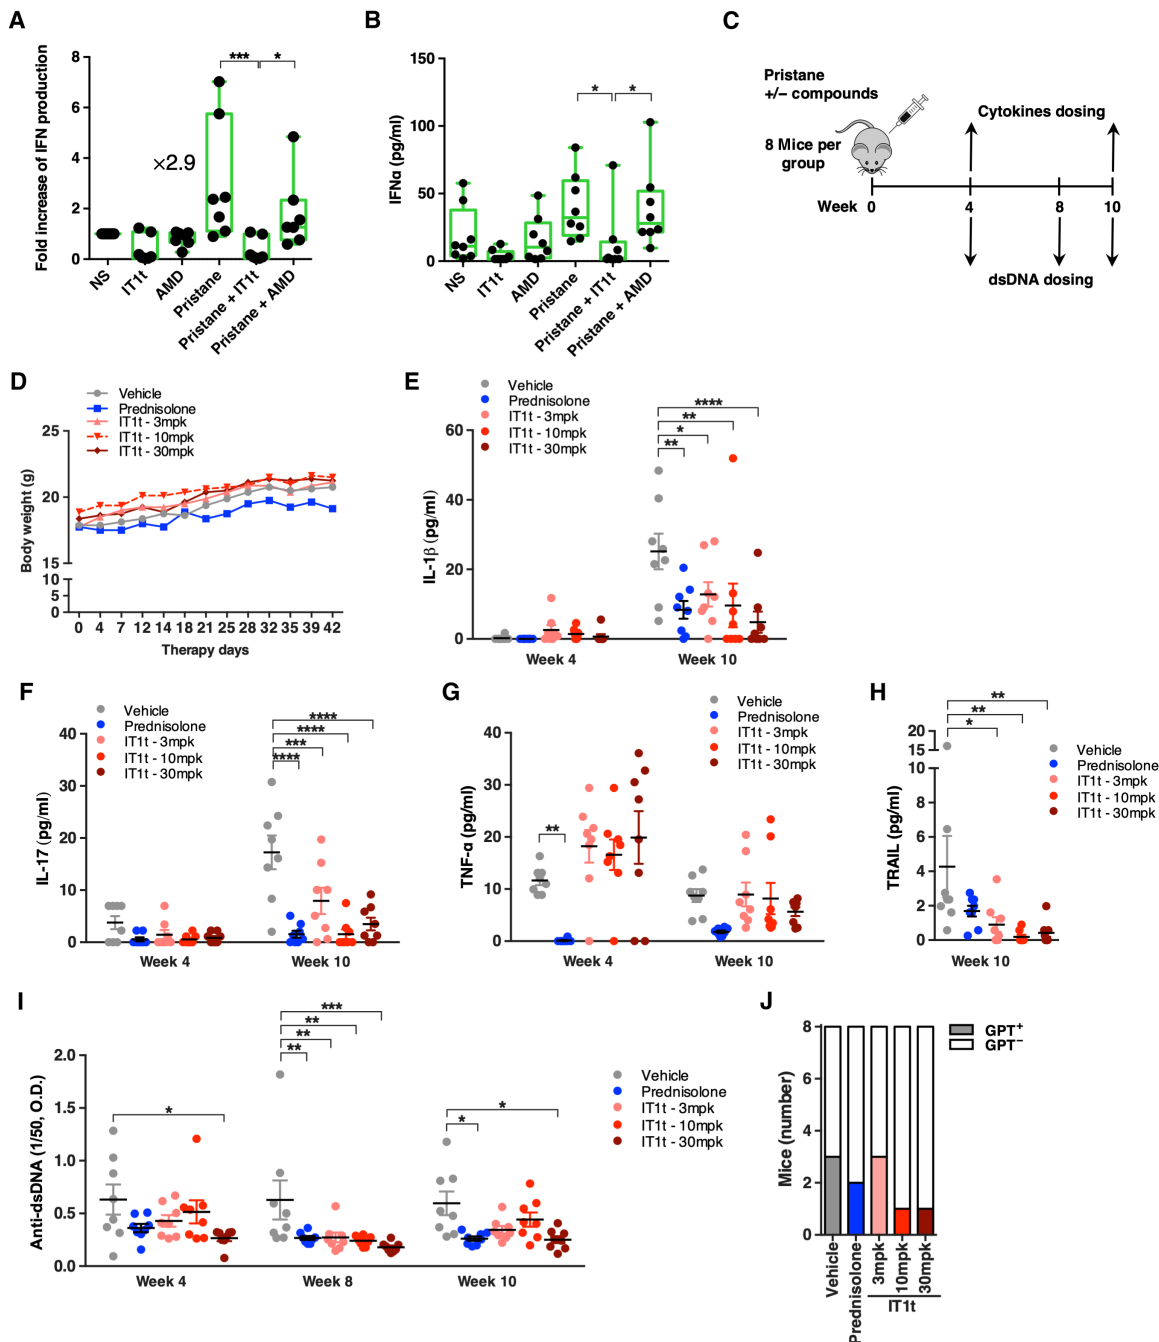 A
Fold increase of IFN production
8
6
4
2
0
×2.9
***
*
NS
IT1t
AMD
Pristane
Pristane + IT1t
Pristane + AMD
B
IFNα (pg/ml)
150
100
50
0
*
*
NS
IT1t
AMD
Pristane
Pristane + IT1t
Pristane + AMD
C
Pristane
+/− compounds
8 Mice per
group
Cytokines dosing
Week
0
4
8
10
dsDNA dosing
D
Vehicle
Prednisolone
IT1t - 3mpk
IT1t - 10mpk
IT1t - 30mpk
Body weight (g)
25
20
15
10
5
0
0 4 7 12 14 18 21 25 28 32 35 39 42
Therapy days
E
Vehicle
Prednisolone
IT1t - 3mpk
IT1t - 10mpk
IT1t - 30mpk
IL-1β (pg/ml)
60
40
20
0
****
**
*
**
Week 4
Week 10
F
Vehicle
Prednisolone
IT1t - 3mpk
IT1t - 10mpk
IT1t - 30mpk
IL-17 (pg/ml)
40
30
20
10
0
****
****
***
****
Week 4
Week 10
G
Vehicle
Prednisolone
IT1t - 3mpk
IT1t - 10mpk
IT1t - 30mpk
TNF-α (pg/ml)
40
30
20
10
0
**
Week 4
Week 10
H
Vehicle
Prednisolone
IT1t - 3mpk
IT1t - 10mpk
IT1t - 30mpk
TRAIL (pg/ml)
20
15
10
8
6
4
2
0
**
**
*
Week 10
I
Anti-dsDNA (1/50, O.D.)
2.0
1.5
1.0
0.5
0.0
*
***
**
**
**
*
*
Week 4
Week 8
Week 10
Vehicle
Prednisolone
IT1t - 3mpk
IT1t - 10mpk
IT1t - 30mpk
J
Mice (number)
8
6
4
2
0
GPT⁺
GPT⁻
Vehicle
Prednisolone
3mpk
10mpk
30mpk
IT1t